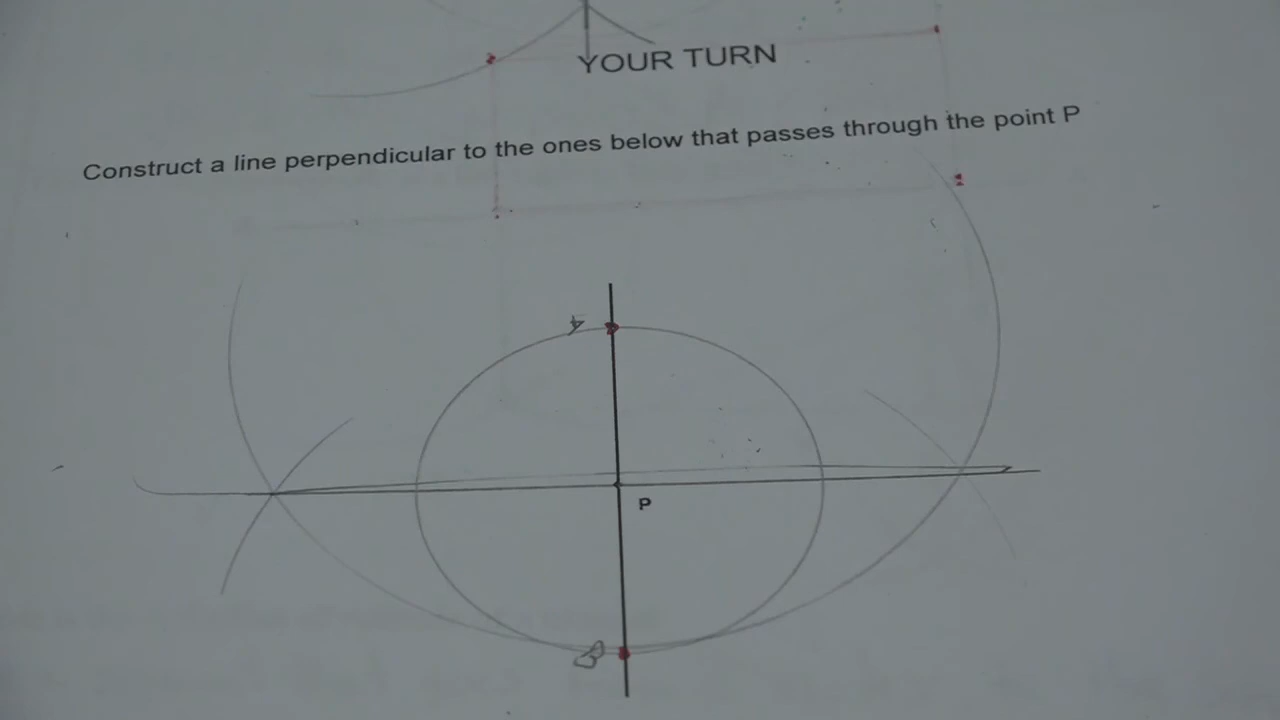 YOUR TURN
Construct a line perpendicular to the ones below that passes through the point P
A
P
B